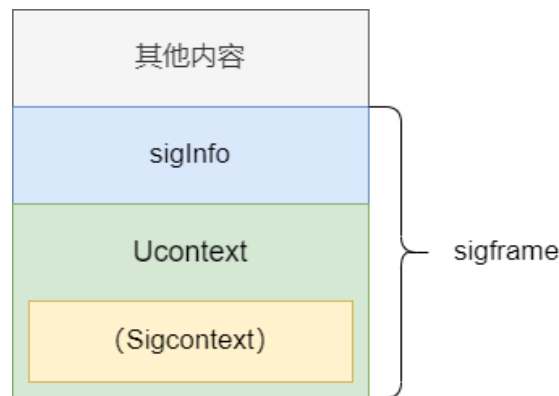 其他内容
sigInfo
Ucontext
sigframe
（Sigcontext）